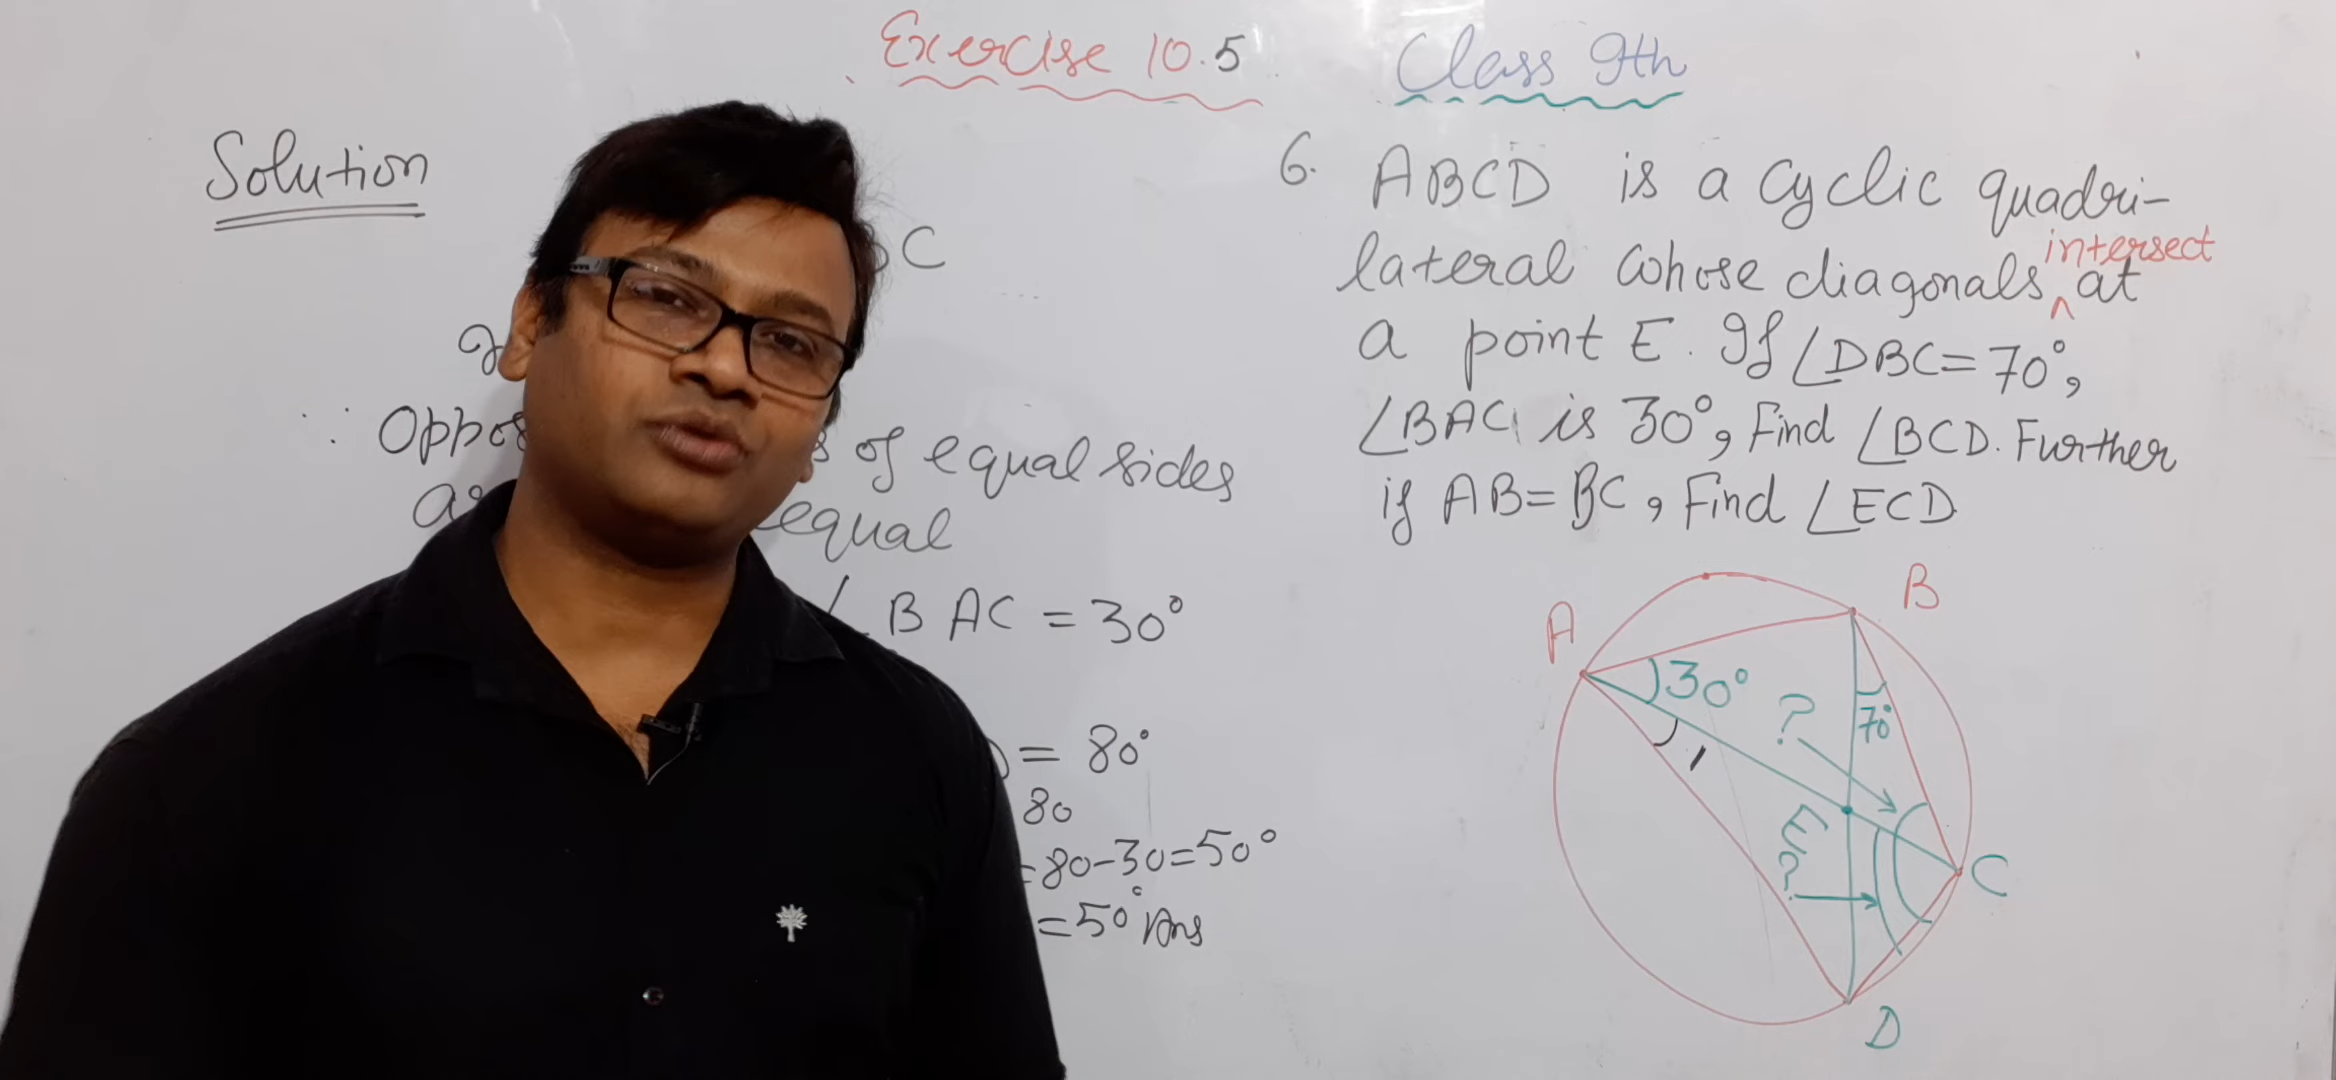 Exercise 10.5 Class 9th
Solution
C
of equal sides
equal
∠BAC = 30°
= 80°
80
= 80-30=50°
= 50° Ans
6. ABCD is a cyclic quadri-
lateral whose diagonals intersect at
a point E. If ∠DBC=70°,
∠BAC is 30°, Find ∠BCD. Further
if AB=BC, Find ∠ECD
A B
30° ? 70°
E
? C
D